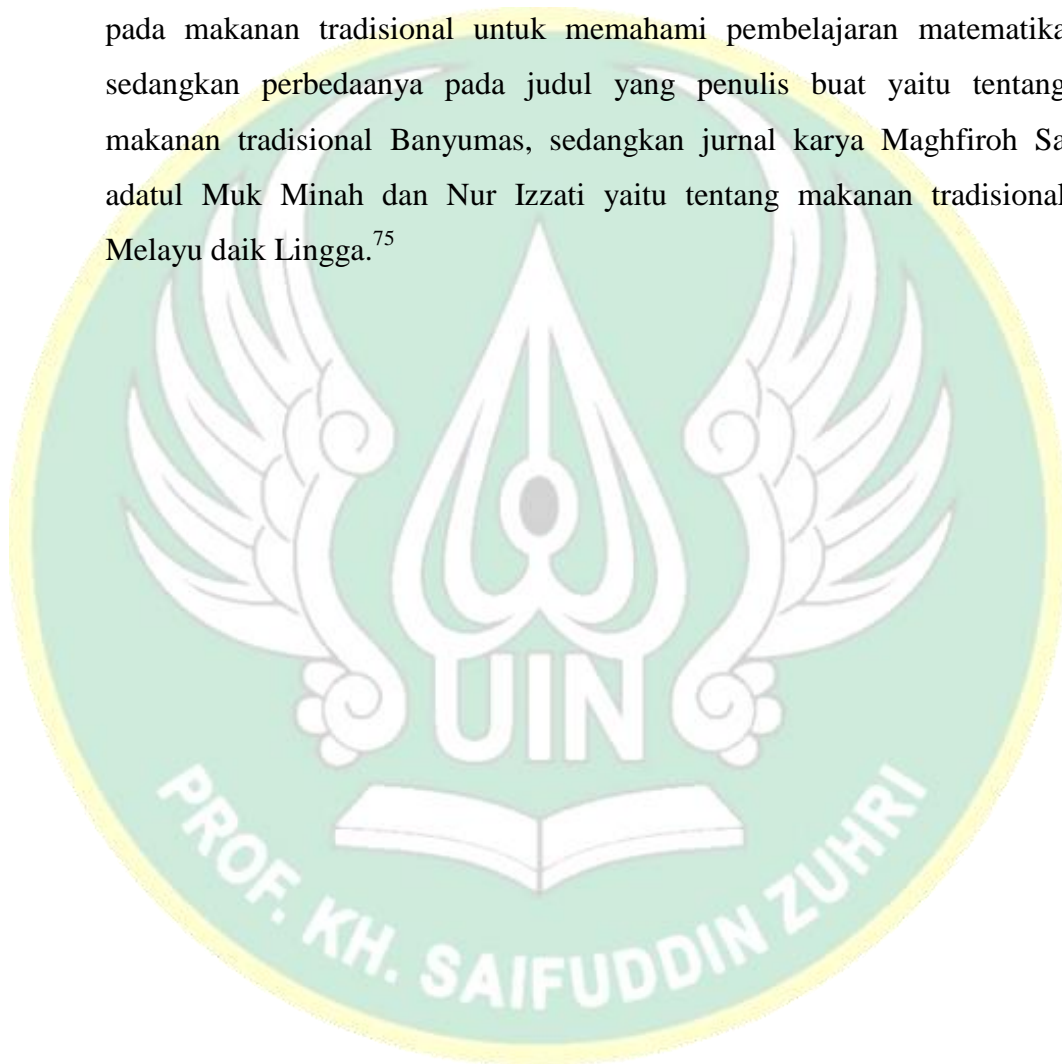 pada makanan tradisional untuk memahami pembelajaran matematika
sedangkan perbedaanya pada judul yang penulis buat yaitu tentang
makanan tradisional Banyumas, sedangkan jurnal karya Maghfiroh Sa
adatul Muk Minah dan Nur Izzati yaitu tentang makanan tradisional
Melayu daik Lingga.75
UIN
PROF. KH. SAIFUDDIN ZUHRI